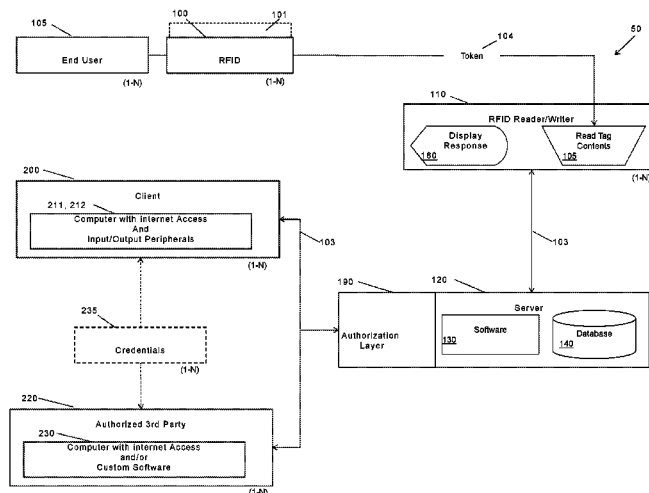 105
End User
(1-N)
100
101
RFID
(1-N)
104
Token
50
110
RFID Reader/Writer
Display
Response
160
Read Tag
Contents
105
(1-N)
200
Client
211, 212
Computer with Internet Access
And
Input/Output Peripherals
(1-N)
103
103
235
Credentials
(1-N)
190
Authorization
Layer
120
Server
Software
130
Database
140
220
Authorized 3rd Party
230
Computer with Internet Access
and/or
Custom Software
(1-N)